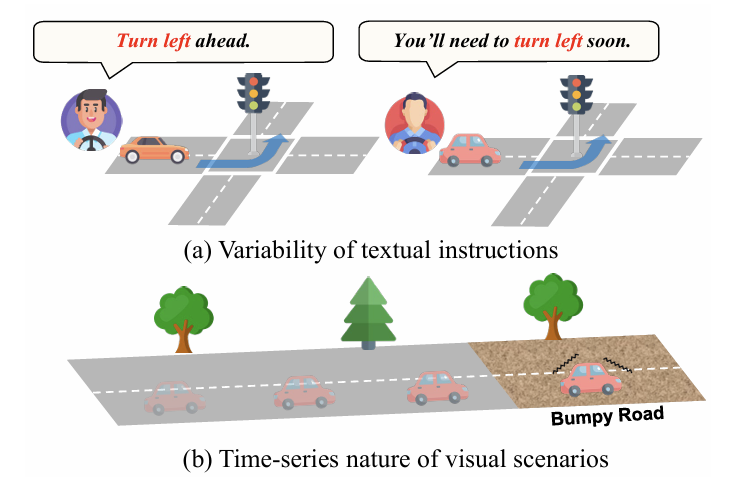 Turn left ahead.
You'll need to turn left soon.
(a) Variability of textual instructions
Bumpy Road
(b) Time-series nature of visual scenarios